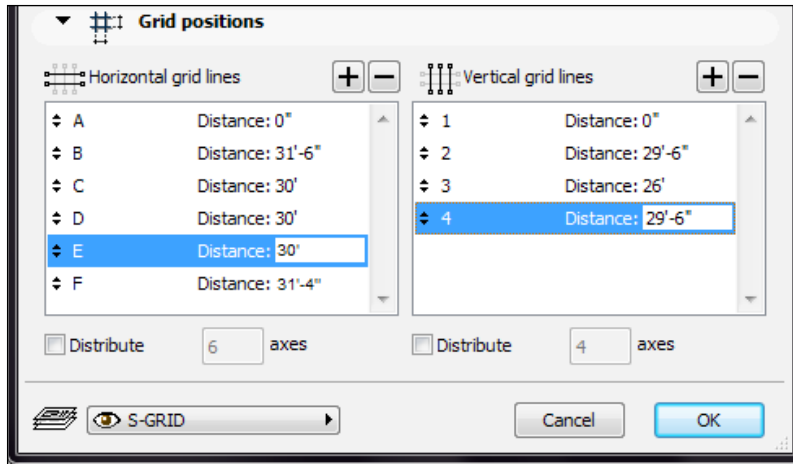 Grid positions
Horizontal grid lines
A Distance: 0"
B Distance: 31'-6"
C Distance: 30'
D Distance: 30'
E Distance: 30'
F Distance: 31'-4"
Distribute 6 axes
Vertical grid lines
1 Distance: 0"
2 Distance: 29'-6"
3 Distance: 26'
4 Distance: 29'-6"
Distribute 4 axes
S-GRID
Cancel OK